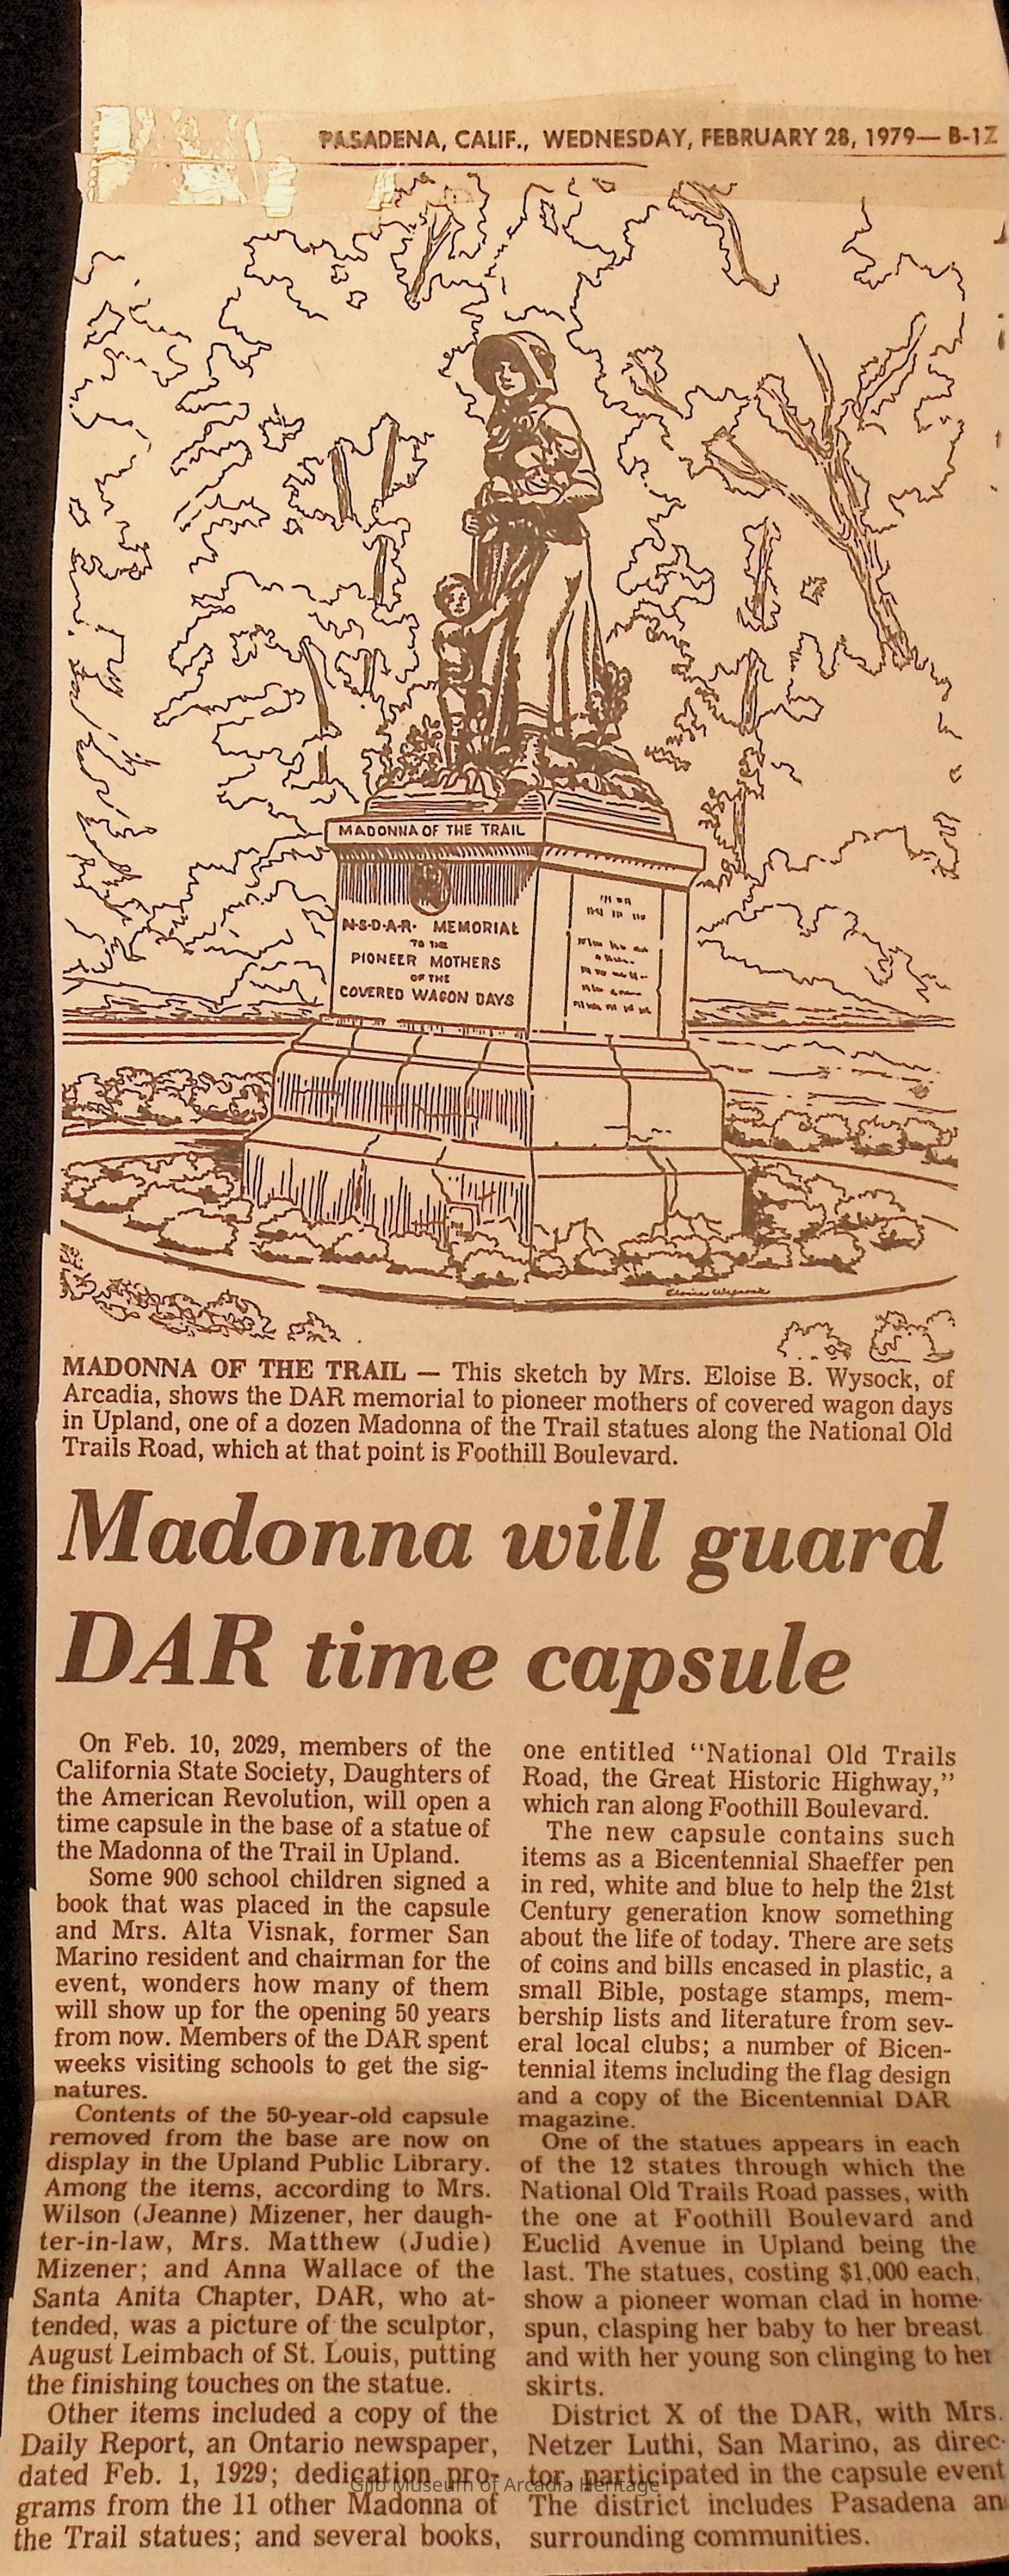 PASADENA, CALIF., WEDNESDAY, FEBRUARY 28, 1979— B-17
MADONNA OF THE TRAIL
N·S·D·A·R· MEMORIAL
TO THE
PIONEER MOTHERS
OF THE
COVERED WAGON DAYS
Eloise Wysock
MADONNA OF THE TRAIL — This sketch by Mrs. Eloise B. Wysock, of
Arcadia, shows the DAR memorial to pioneer mothers of covered wagon days
in Upland, one of a dozen Madonna of the Trail statues along the National Old
Trails Road, which at that point is Foothill Boulevard.
Madonna will guard
DAR time capsule
On Feb. 10, 2029, members of the
California State Society, Daughters of
the American Revolution, will open a
time capsule in the base of a statue of
the Madonna of the Trail in Upland.
Some 900 school children signed a
book that was placed in the capsule
and Mrs. Alta Visnak, former San
Marino resident and chairman for the
event, wonders how many of them
will show up for the opening 50 years
from now. Members of the DAR spent
weeks visiting schools to get the sig-
natures.
Contents of the 50-year-old capsule
removed from the base are now on
display in the Upland Public Library.
Among the items, according to Mrs.
Wilson (Jeanne) Mizener, her daugh-
ter-in-law, Mrs. Matthew (Judie)
Mizener; and Anna Wallace of the
Santa Anita Chapter, DAR, who at-
tended, was a picture of the sculptor,
August Leimbach of St. Louis, putting
the finishing touches on the statue.
Other items included a copy of the
Daily Report, an Ontario newspaper,
dated Feb. 1, 1929; dedication pro-
grams from the 11 other Madonna of
the Trail statues; and several books,
one entitled “National Old Trails
Road, the Great Historic Highway,”
which ran along Foothill Boulevard.
The new capsule contains such
items as a Bicentennial Shaeffer pen
in red, white and blue to help the 21st
Century generation know something
about the life of today. There are sets
of coins and bills encased in plastic, a
small Bible, postage stamps, mem-
bership lists and literature from sev-
eral local clubs; a number of Bicen-
tennial items including the flag design
and a copy of the Bicentennial DAR
magazine.
One of the statues appears in each
of the 12 states through which the
National Old Trails Road passes, with
the one at Foothill Boulevard and
Euclid Avenue in Upland being the
last. The statues, costing $1,000 each,
show a pioneer woman clad in home-
spun, clasping her baby to her breast
and with her young son clinging to her
skirts.
District X of the DAR, with Mrs.
Netzer Luthi, San Marino, as direc-
tor, participated in the capsule event
The district includes Pasadena an
surrounding communities.
Gilb Museum of Arcadia Heritage